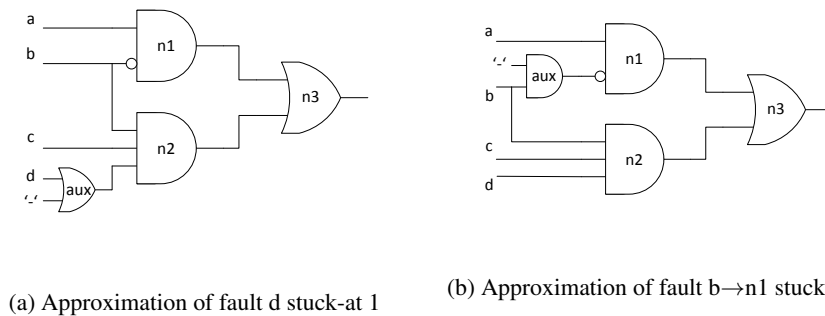 a
b
n1
n3
n2
c
d
aux
‘-‘
a
‘-‘
aux
n1
b
n3
n2
c
d
(a) Approximation of fault d stuck-at 1
(b) Approximation of fault b→n1 stuck